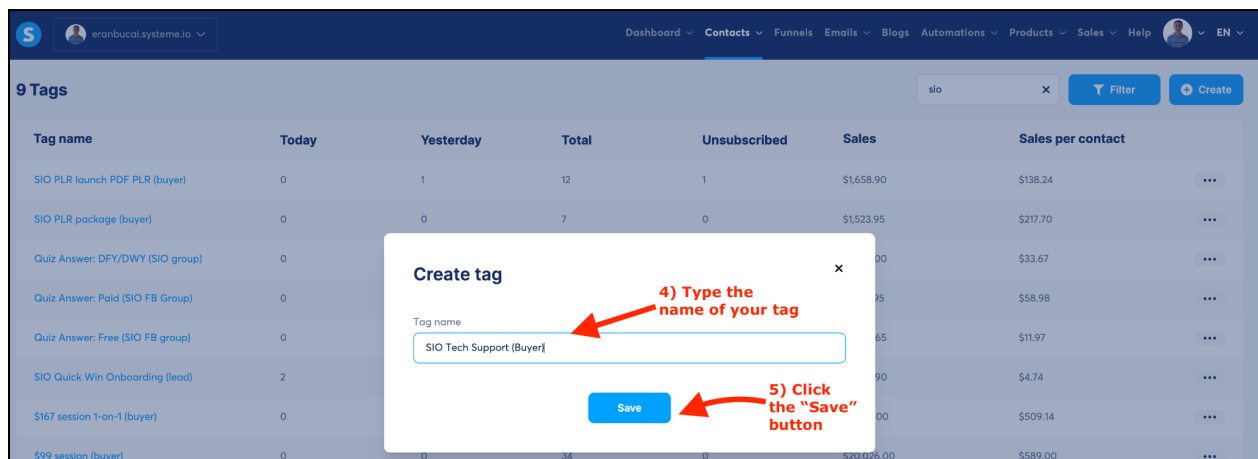 S eranbucai.systeme.io Dashboard Contacts Funnels Emails Blogs Automations Products Sales Help EN
9 Tags sio × Filter Create
Tag name Today Yesterday Total Unsubscribed Sales Sales per contact
SIO PLR launch PDF PLR (buyer) 0 1 12 1 $1,658.90 $138.24 •••
SIO PLR package (buyer) 0 0 7 0 $1,523.95 $217.70 •••
Quiz Answer: DFY/DWY (SIO group) 0 00 $33.67 •••
Quiz Answer: Paid (SIO FB Group) 0 95 $58.98 •••
Quiz Answer: Free (SIO FB group) 0 65 $11.97 •••
SIO Quick Win Onboarding (lead) 2 90 $4.74 •••
$167 session 1-on-1 (buyer) 0 00 $509.14 •••
$99 session (buyer) 0 0 34 0 $20,026.00 $589.00 •••
Create tag ×
4) Type the
name of your tag
Tag name
SIO Tech Support (Buyer)
Save
5) Click
the “Save”
button